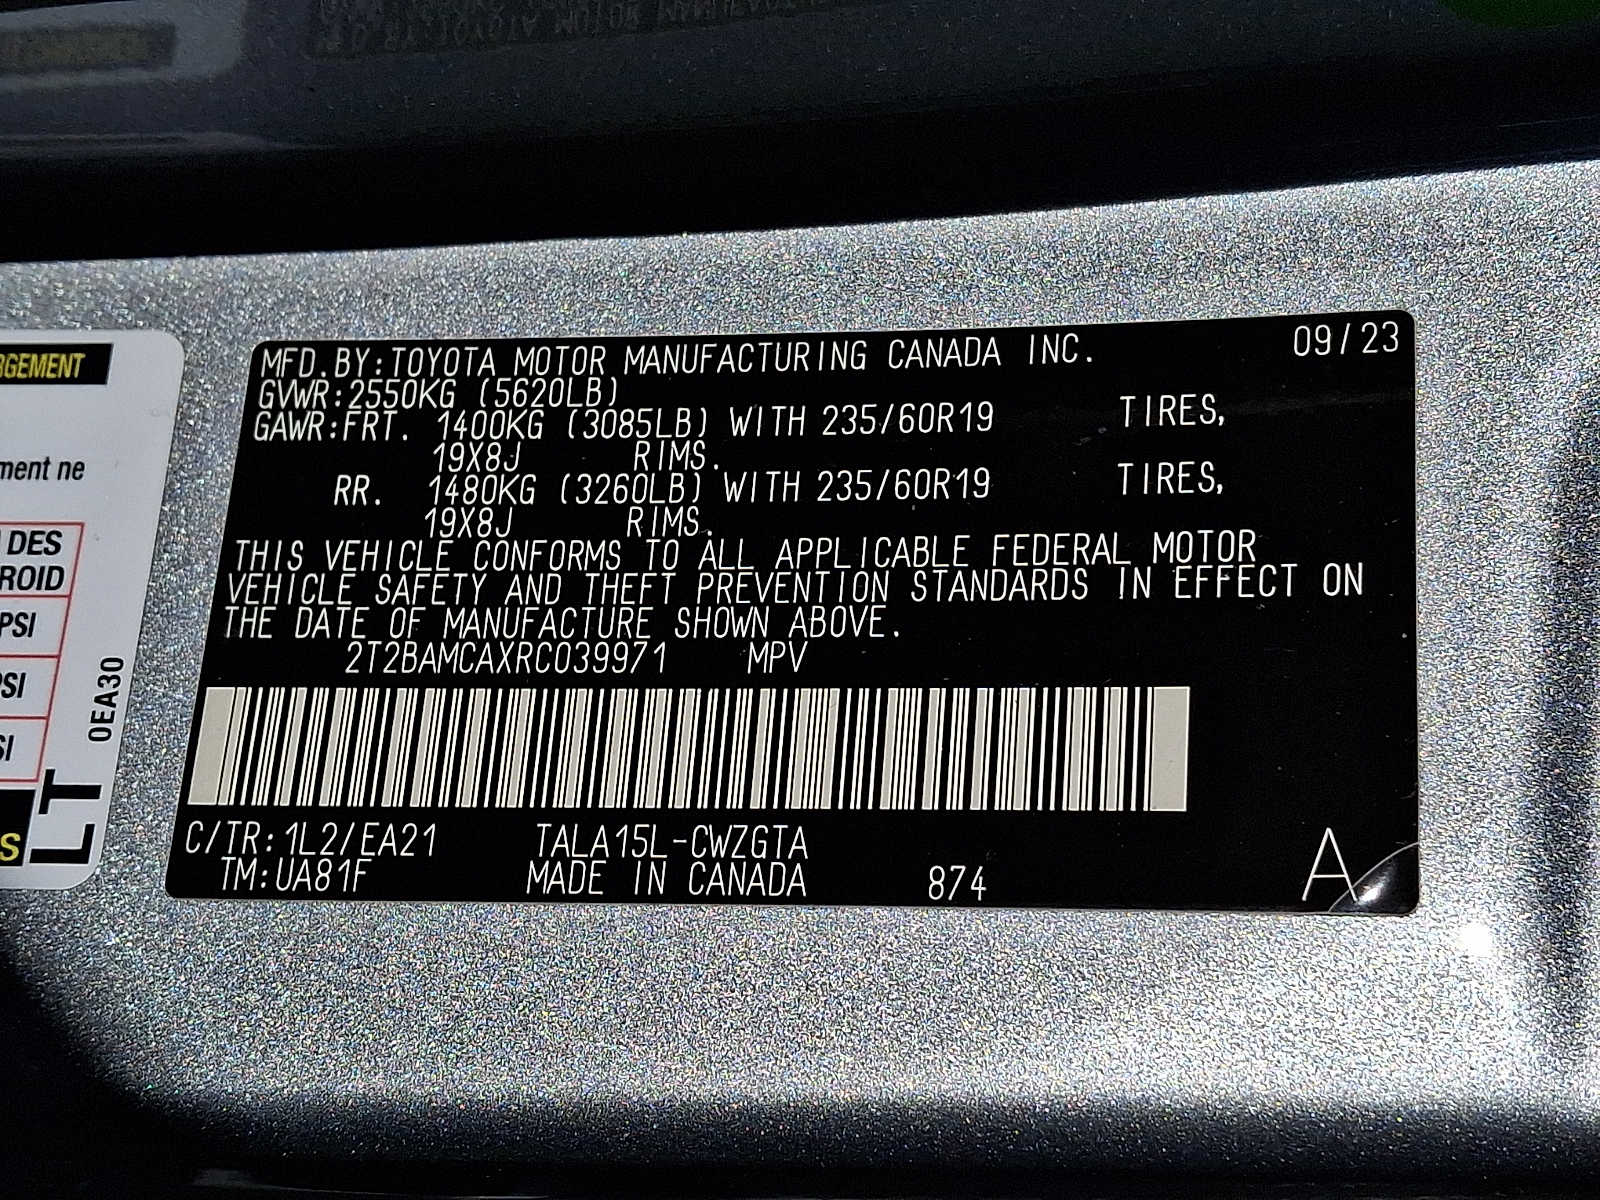 MFD.BY:TOYOTA MOTOR MANUFACTURING CANADA INC. 09/23
GVWR:2550KG (5620LB)
GAWR:FRT. 1400KG (3085LB) WITH 235/60R19 TIRES,
19X8J RIMS.
RR. 1480KG (3260LB) WITH 235/60R19 TIRES,
19X8J RIMS.
THIS VEHICLE CONFORMS TO ALL APPLICABLE FEDERAL MOTOR
VEHICLE SAFETY AND THEFT PREVENTION STANDARDS IN EFFECT ON
THE DATE OF MANUFACTURE SHOWN ABOVE.
2T2BAMCAXRC039971 MPV
C/TR:1L2/EA21 TALA15L-CWZGTA
TM:UA81F MADE IN CANADA 874
A
RGEMENT
ment ne
DES
ROID
PSI
PSI
SI
S
LT
0EA30